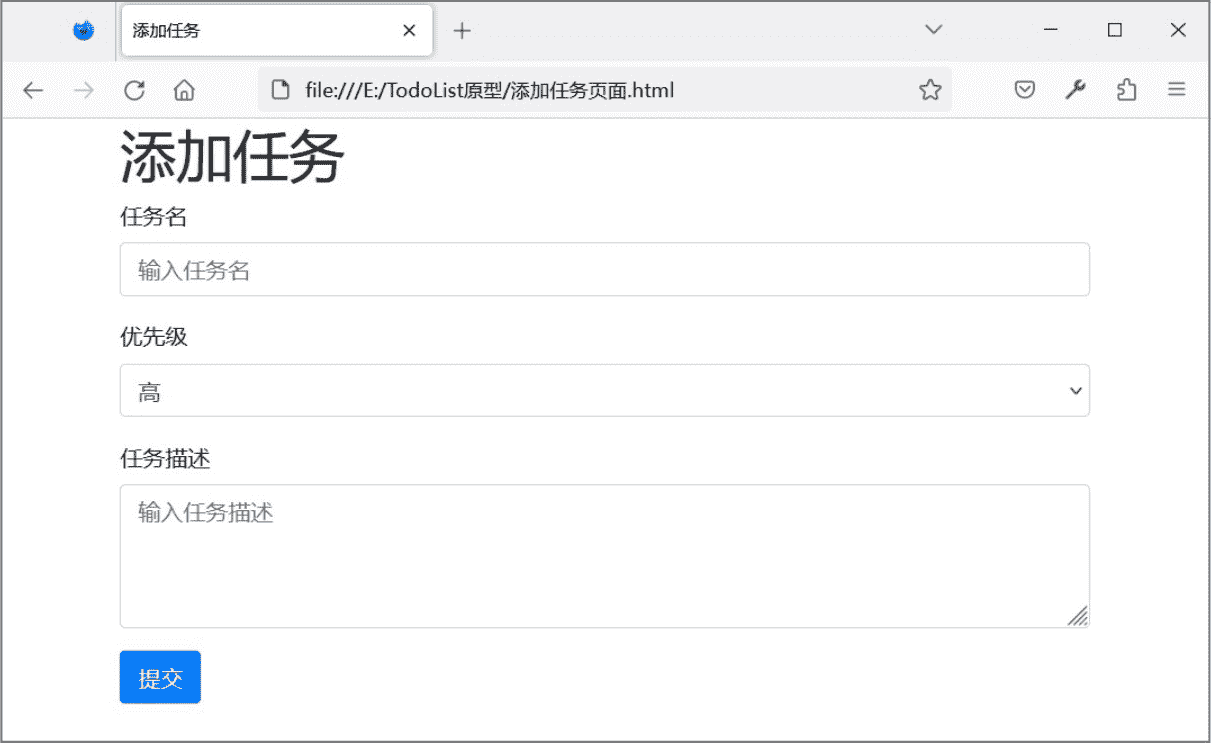 添加任务
file:///E:/TodoList原型/添加任务页面.html
添加任务
任务名
输入任务名
优先级
高
任务描述
输入任务描述
提交